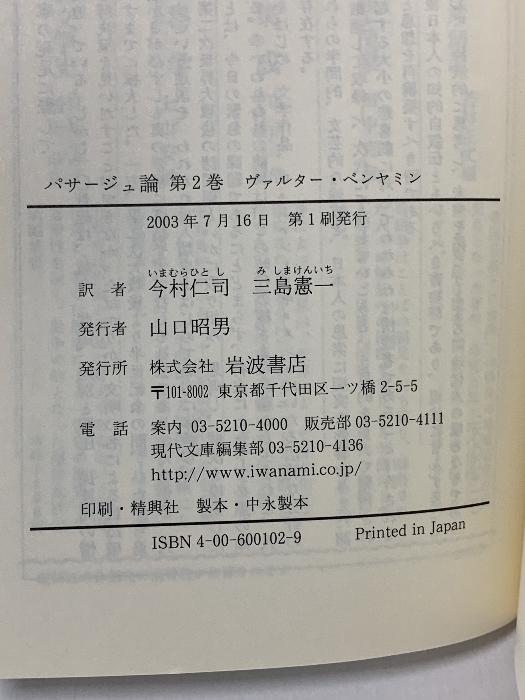 パサージュ論 第2巻　ヴァルター・ベンヤミン
2003年7月16日　第1刷発行
いまむらひとし　みしまけんいち
訳　者　今村仁司　三島憲一
発行者　山口昭男
発行所　株式会社 岩波書店
〒101-8002 東京都千代田区一ツ橋2-5-5
電　話　案内 03-5210-4000　販売部 03-5210-4111
現代文庫編集部 03-5210-4136
http://www.iwanami.co.jp/
印刷・精興社　製本・中永製本
ISBN 4-00-600102-9　Printed in Japan